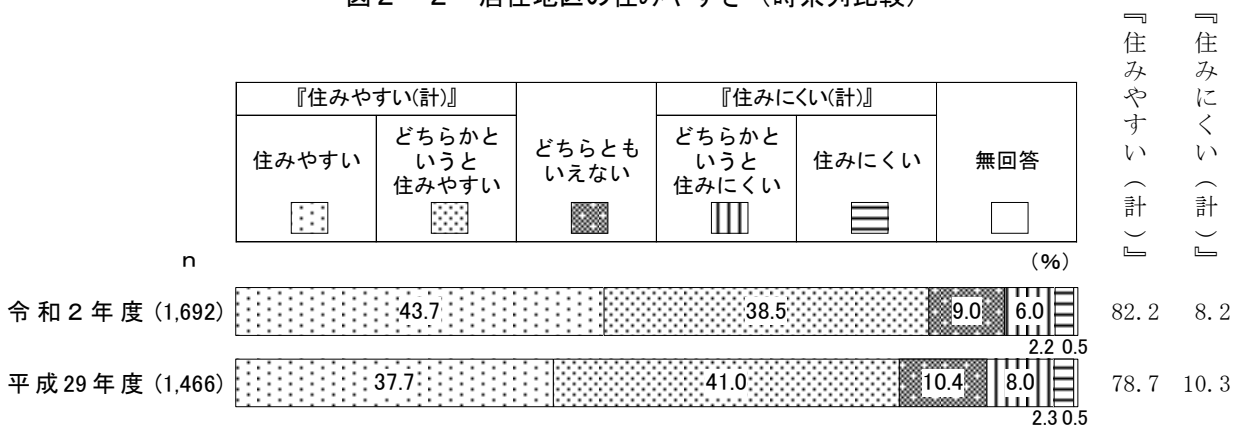 図2-2 居住地区の住みやすさ（時系列比較）
『住みやすい(計)』
『住みにくい(計)』
住みやすい
どちらかと
いうと
住みやすい
どちらとも
いえない
どちらかと
いうと
住みにくい
住みにくい
無回答
『住みやすい（計）』
『住みにくい（計）』
n
(%)
令和2年度 (1,692) 43.7 38.5 9.0 6.0 82.2 8.2
2.2 0.5
平成29年度 (1,466) 37.7 41.0 10.4 8.0 78.7 10.3
2.3 0.5